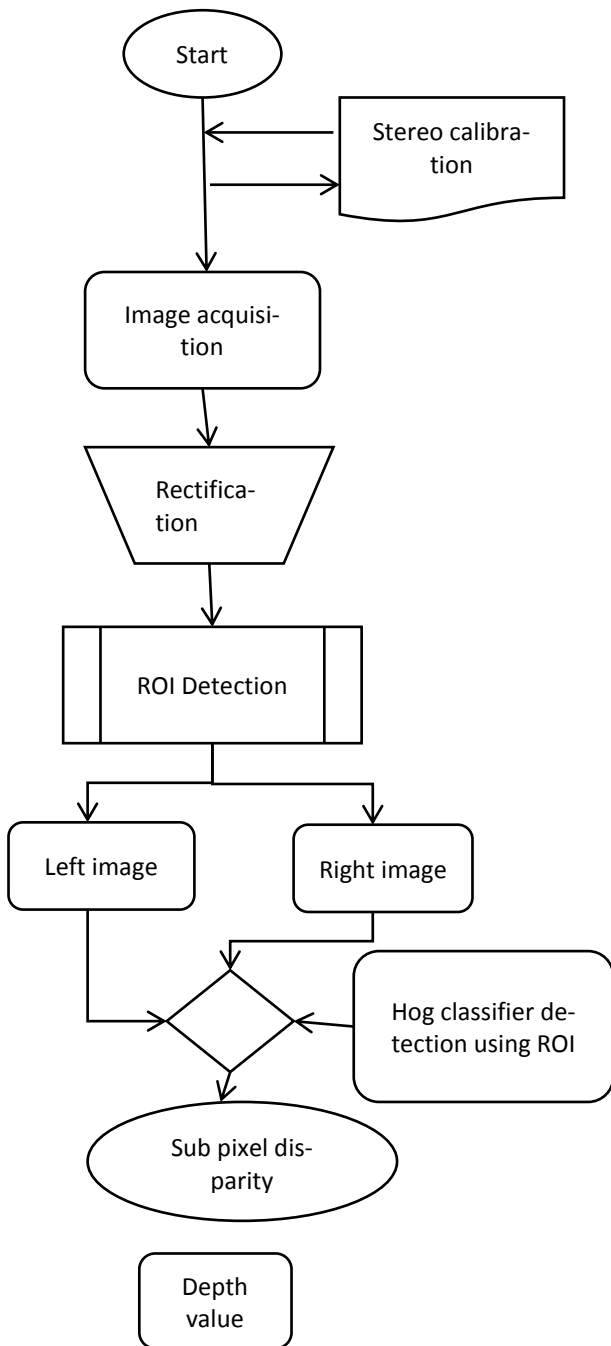 Start
Stereo calibra-
tion
Image acquisi-
tion
Rectifica-
tion
ROI Detection
Left image
Right image
Hog classifier de-
tection using ROI
Sub pixel dis-
parity
Depth
value